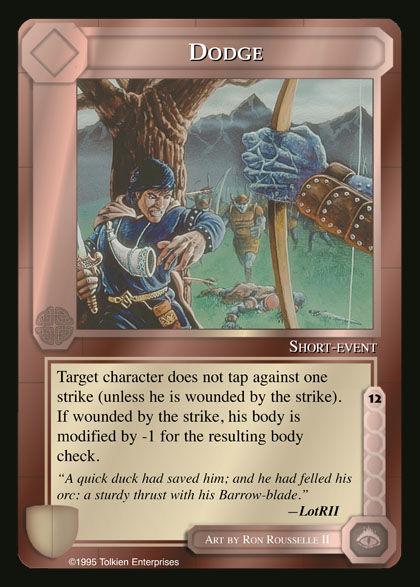 Dodge
Short-event
Target character does not tap against one
strike (unless he is wounded by the strike).
If wounded by the strike, his body is
modified by -1 for the resulting body
check.
12
“A quick duck had saved him; and he had felled his
orc: a sturdy thrust with his Barrow-blade.”
—LotRII
Art by Ron Rousselle II
©1995 Tolkien Enterprises